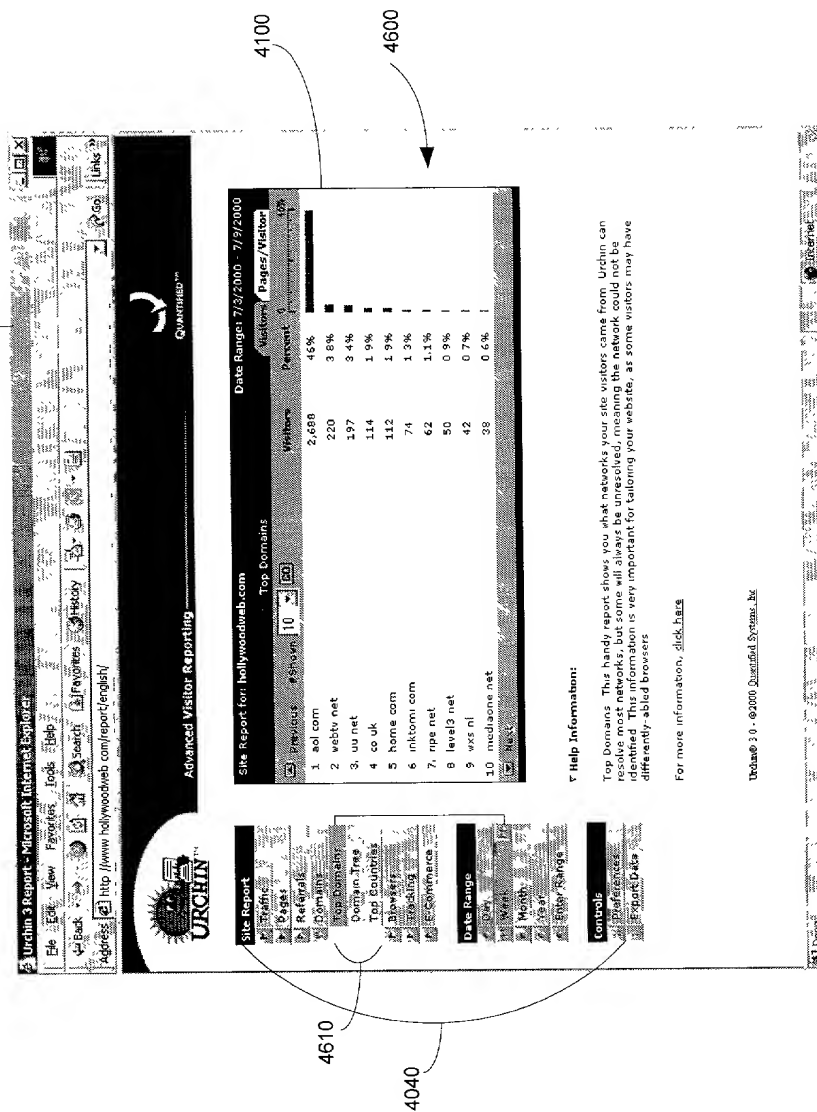 Urchin 3 Report - Microsoft Internet Explorer
File Edit View Favorites Tools Help
Back Search Favorites History
Address http //www hollywoodweb com/report/english/ Go Links »
URCHIN™
Advanced Visitor Reporting
QUANTIFIED™
Site Report
Traffic
Pages
Referrals
Domains
Top Domains
Domain Tree
Top Countries
Browsers
Tracking
E-Commerce
Date Range
Day
Week
Month
Year
Enter Range
Controls
Preferences
Export Data
Site Report for: hollywoodweb.com Date Range: 7/3/2000 - 7/9/2000
Top Domains Visitors Pages/Visitor
Previous #Shown 10 GO Visitors Percent 0 40%
1 aol com 2,688 46%
2 webtv net 220 3 8%
3. uu net 197 3 4%
4 co uk 114 1 9%
5 home com 112 1 9%
6 inktomi com 74 1 3%
7. ripe net 62 1.1%
8 level3 net 50 0 9%
9 wxs nl 42 0 7%
10 mediaone net 38 0 6%
Next
Help Information:
Top Domains This handy report shows you what networks your site visitors came from Urchin can
resolve most networks, but some will always be unresolved, meaning the network could not be
identified This information is very important for tailoring your website, as some visitors may have
differently-abled browsers
For more information, click here
Urchin® 3 0 - ©2000 Quantified Systems, Inc
Internet
4100
4600
4610
4040